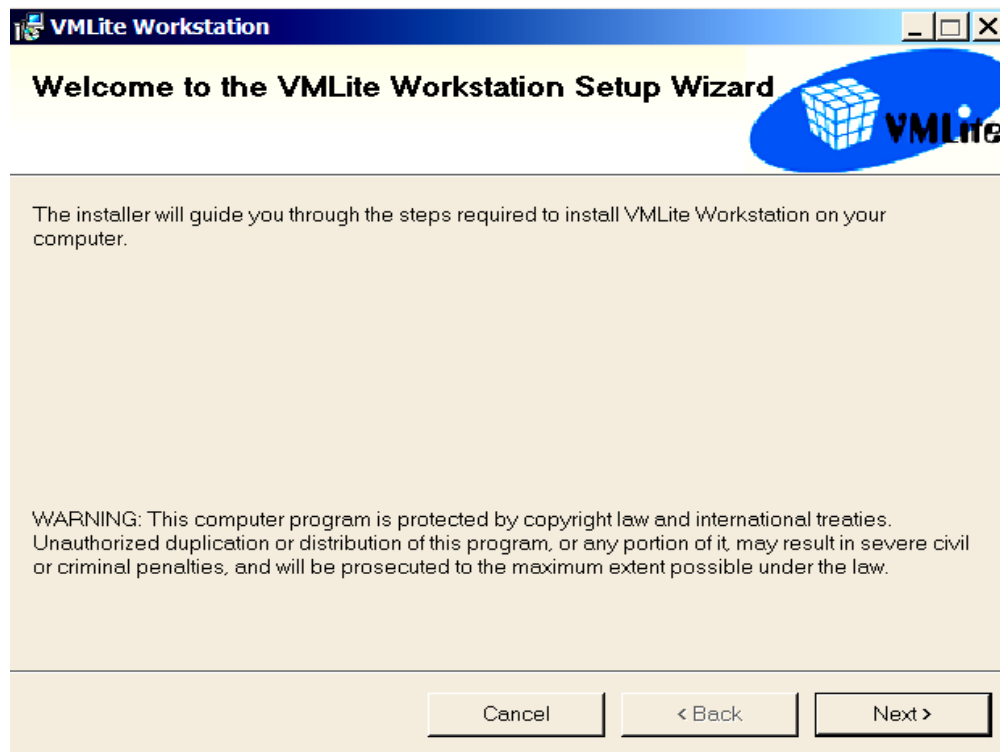 VMLite Workstation
Welcome to the VMLite Workstation Setup Wizard
VMLite
The installer will guide you through the steps required to install VMLite Workstation on your
computer.
WARNING: This computer program is protected by copyright law and international treaties.
Unauthorized duplication or distribution of this program, or any portion of it, may result in severe civil
or criminal penalties, and will be prosecuted to the maximum extent possible under the law.
Cancel < Back Next >